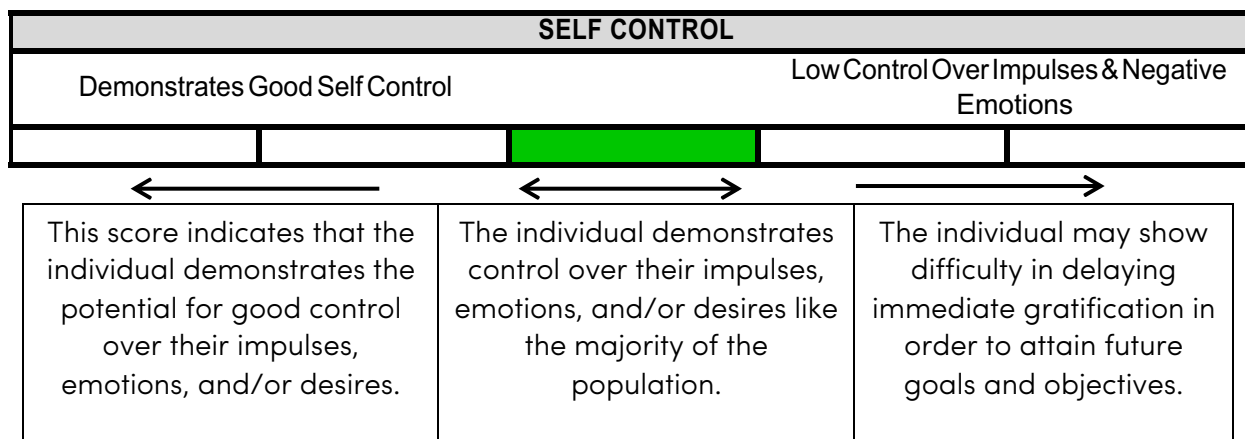 SELF CONTROL
Demonstrates Good Self Control
Low Control Over Impulses & Negative
Emotions
This score indicates that the
individual demonstrates the
potential for good control
over their impulses,
emotions, and/or desires.
The individual demonstrates
control over their impulses,
emotions, and/or desires like
the majority of the
population.
The individual may show
difficulty in delaying
immediate gratification in
order to attain future
goals and objectives.